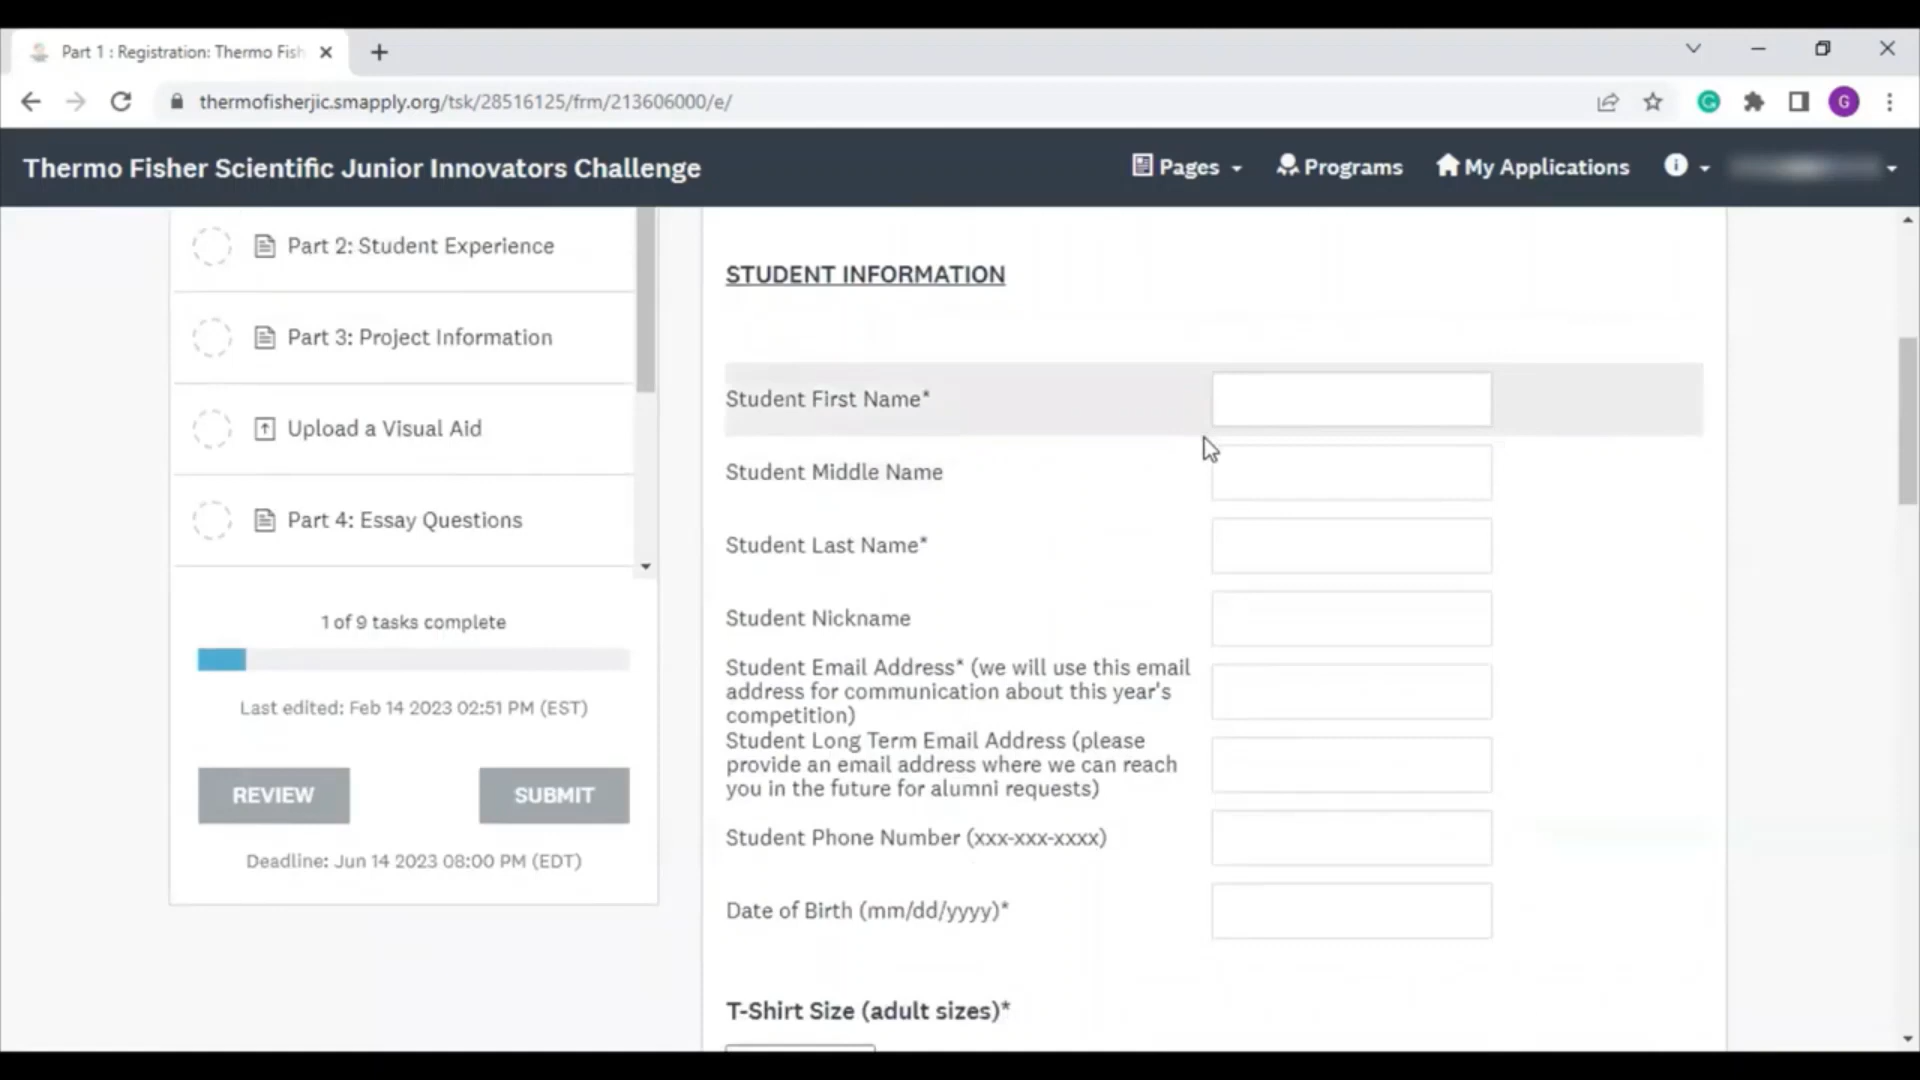 Part 1 : Registration: Thermo Fish
thermofisherjic.smapply.org/tsk/28516125/frm/213606000/e/
G
Thermo Fisher Scientific Junior Innovators Challenge
Pages
Programs
My Applications
Part 2: Student Experience
Part 3: Project Information
Upload a Visual Aid
Part 4: Essay Questions
1 of 9 tasks complete
Last edited: Feb 14 2023 02:51 PM (EST)
REVIEW
SUBMIT
Deadline: Jun 14 2023 08:00 PM (EDT)
STUDENT INFORMATION
Student First Name*
Student Middle Name
Student Last Name*
Student Nickname
Student Email Address* (we will use this email
address for communication about this year's
competition)
Student Long Term Email Address (please
provide an email address where we can reach
you in the future for alumni requests)
Student Phone Number (xxx-xxx-xxxx)
Date of Birth (mm/dd/yyyy)*
T-Shirt Size (adult sizes)*